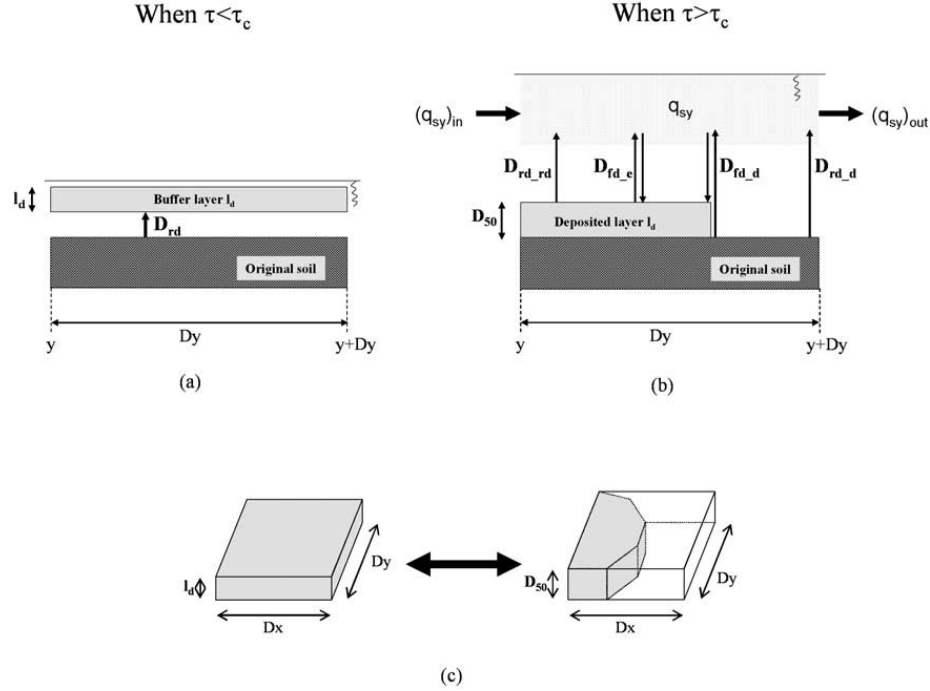 When τ<τc
When τ>τc
(qsy)in
qsy
(qsy)out
ld
Buffer layer ld
Drd
Original soil
Drd_rd
Dfd_e
Dfd_d
Drd_d
D50
Deposited layer ld
Original soil
Dy
y
y+Dy
Dy
y
y+Dy
(a)
(b)
ld
Dx
Dy
D50
Dx
Dy
(c)